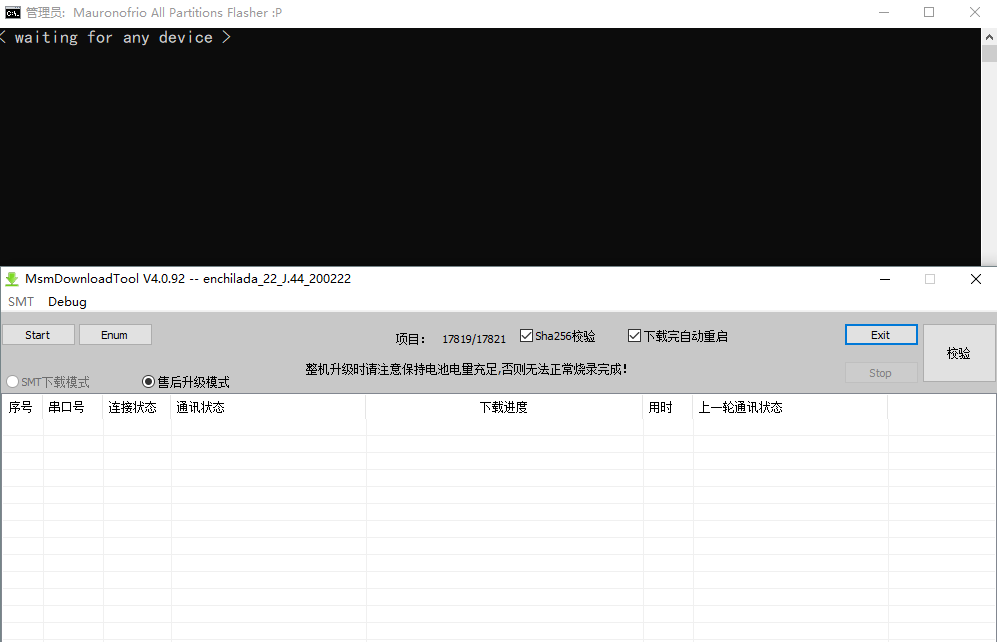 管理员: Mauronofrio All Partitions Flasher :P
< waiting for any device >
MsmDownloadTool V4.0.92 -- enchilada_22_J.44_200222
SMT Debug
Start Enum 项目: 17819/17821 Sha256校验 下载完自动重启 Exit 校验
整机升级时请注意保持电池电量充足,否则无法正常烧录完成! Stop
SMT下载模式 售后升级模式
序号 串口号 连接状态 通讯状态 下载进度 用时 上一轮通讯状态